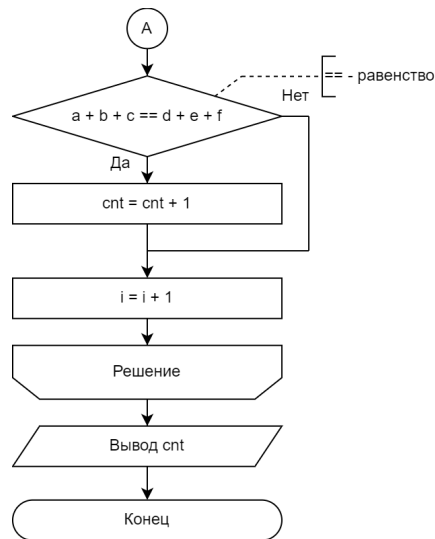 A
== - равенство
Нет
a + b + c == d + e + f
Да
cnt = cnt + 1
i = i + 1
Решение
Вывод cnt
Конец